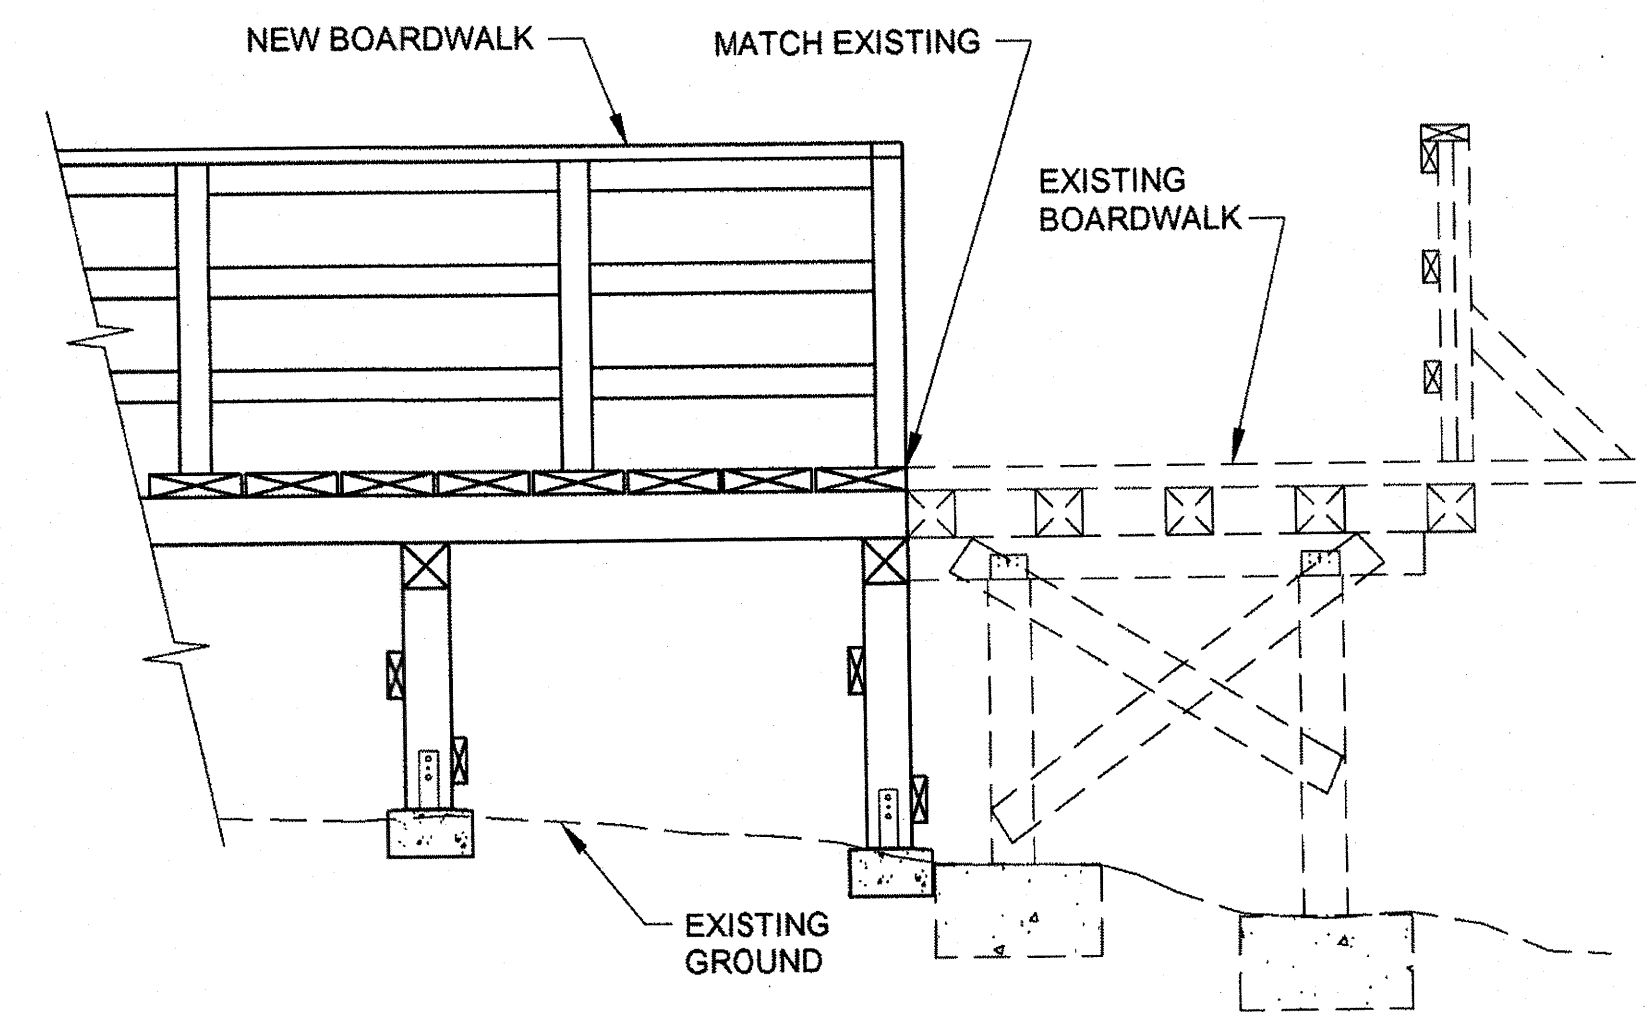 NEW BOARDWALK
MATCH EXISTING
EXISTING
BOARDWALK
EXISTING
GROUND